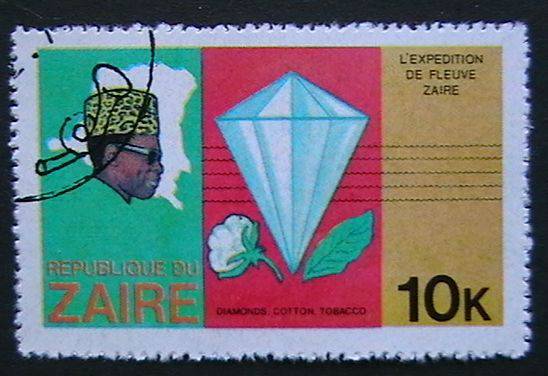 L'EXPEDITION
DE FLEUVE
ZAIRE
REPUBLIQUE DU
ZAIRE
DIAMONDS, COTTON, TOBACCO
10K